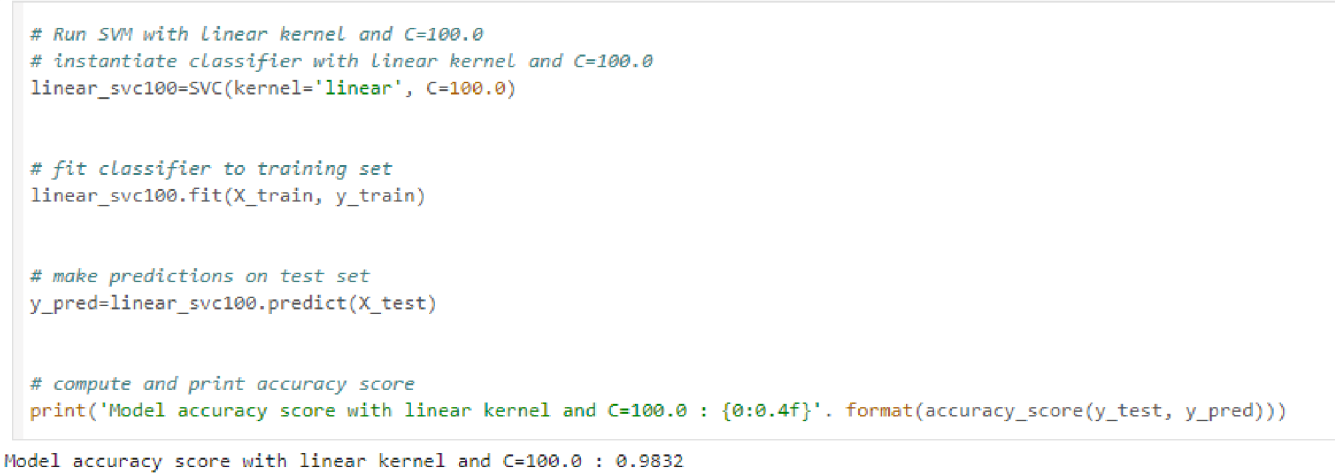 # Run SVM with linear kernel and C=100.0
# instantiate classifier with linear kernel and C=100.0
linear_svc100=SVC(kernel='linear', C=100.0)
# fit classifier to training set
linear_svc100.fit(X_train, y_train)
# make predictions on test set
y_pred=linear_svc100.predict(X_test)
# compute and print accuracy score
print('Model accuracy score with linear kernel and C=100.0 : {0:0.4f}'. format(accuracy_score(y_test, y_pred)))
Model accuracy score with linear kernel and C=100.0 : 0.9832